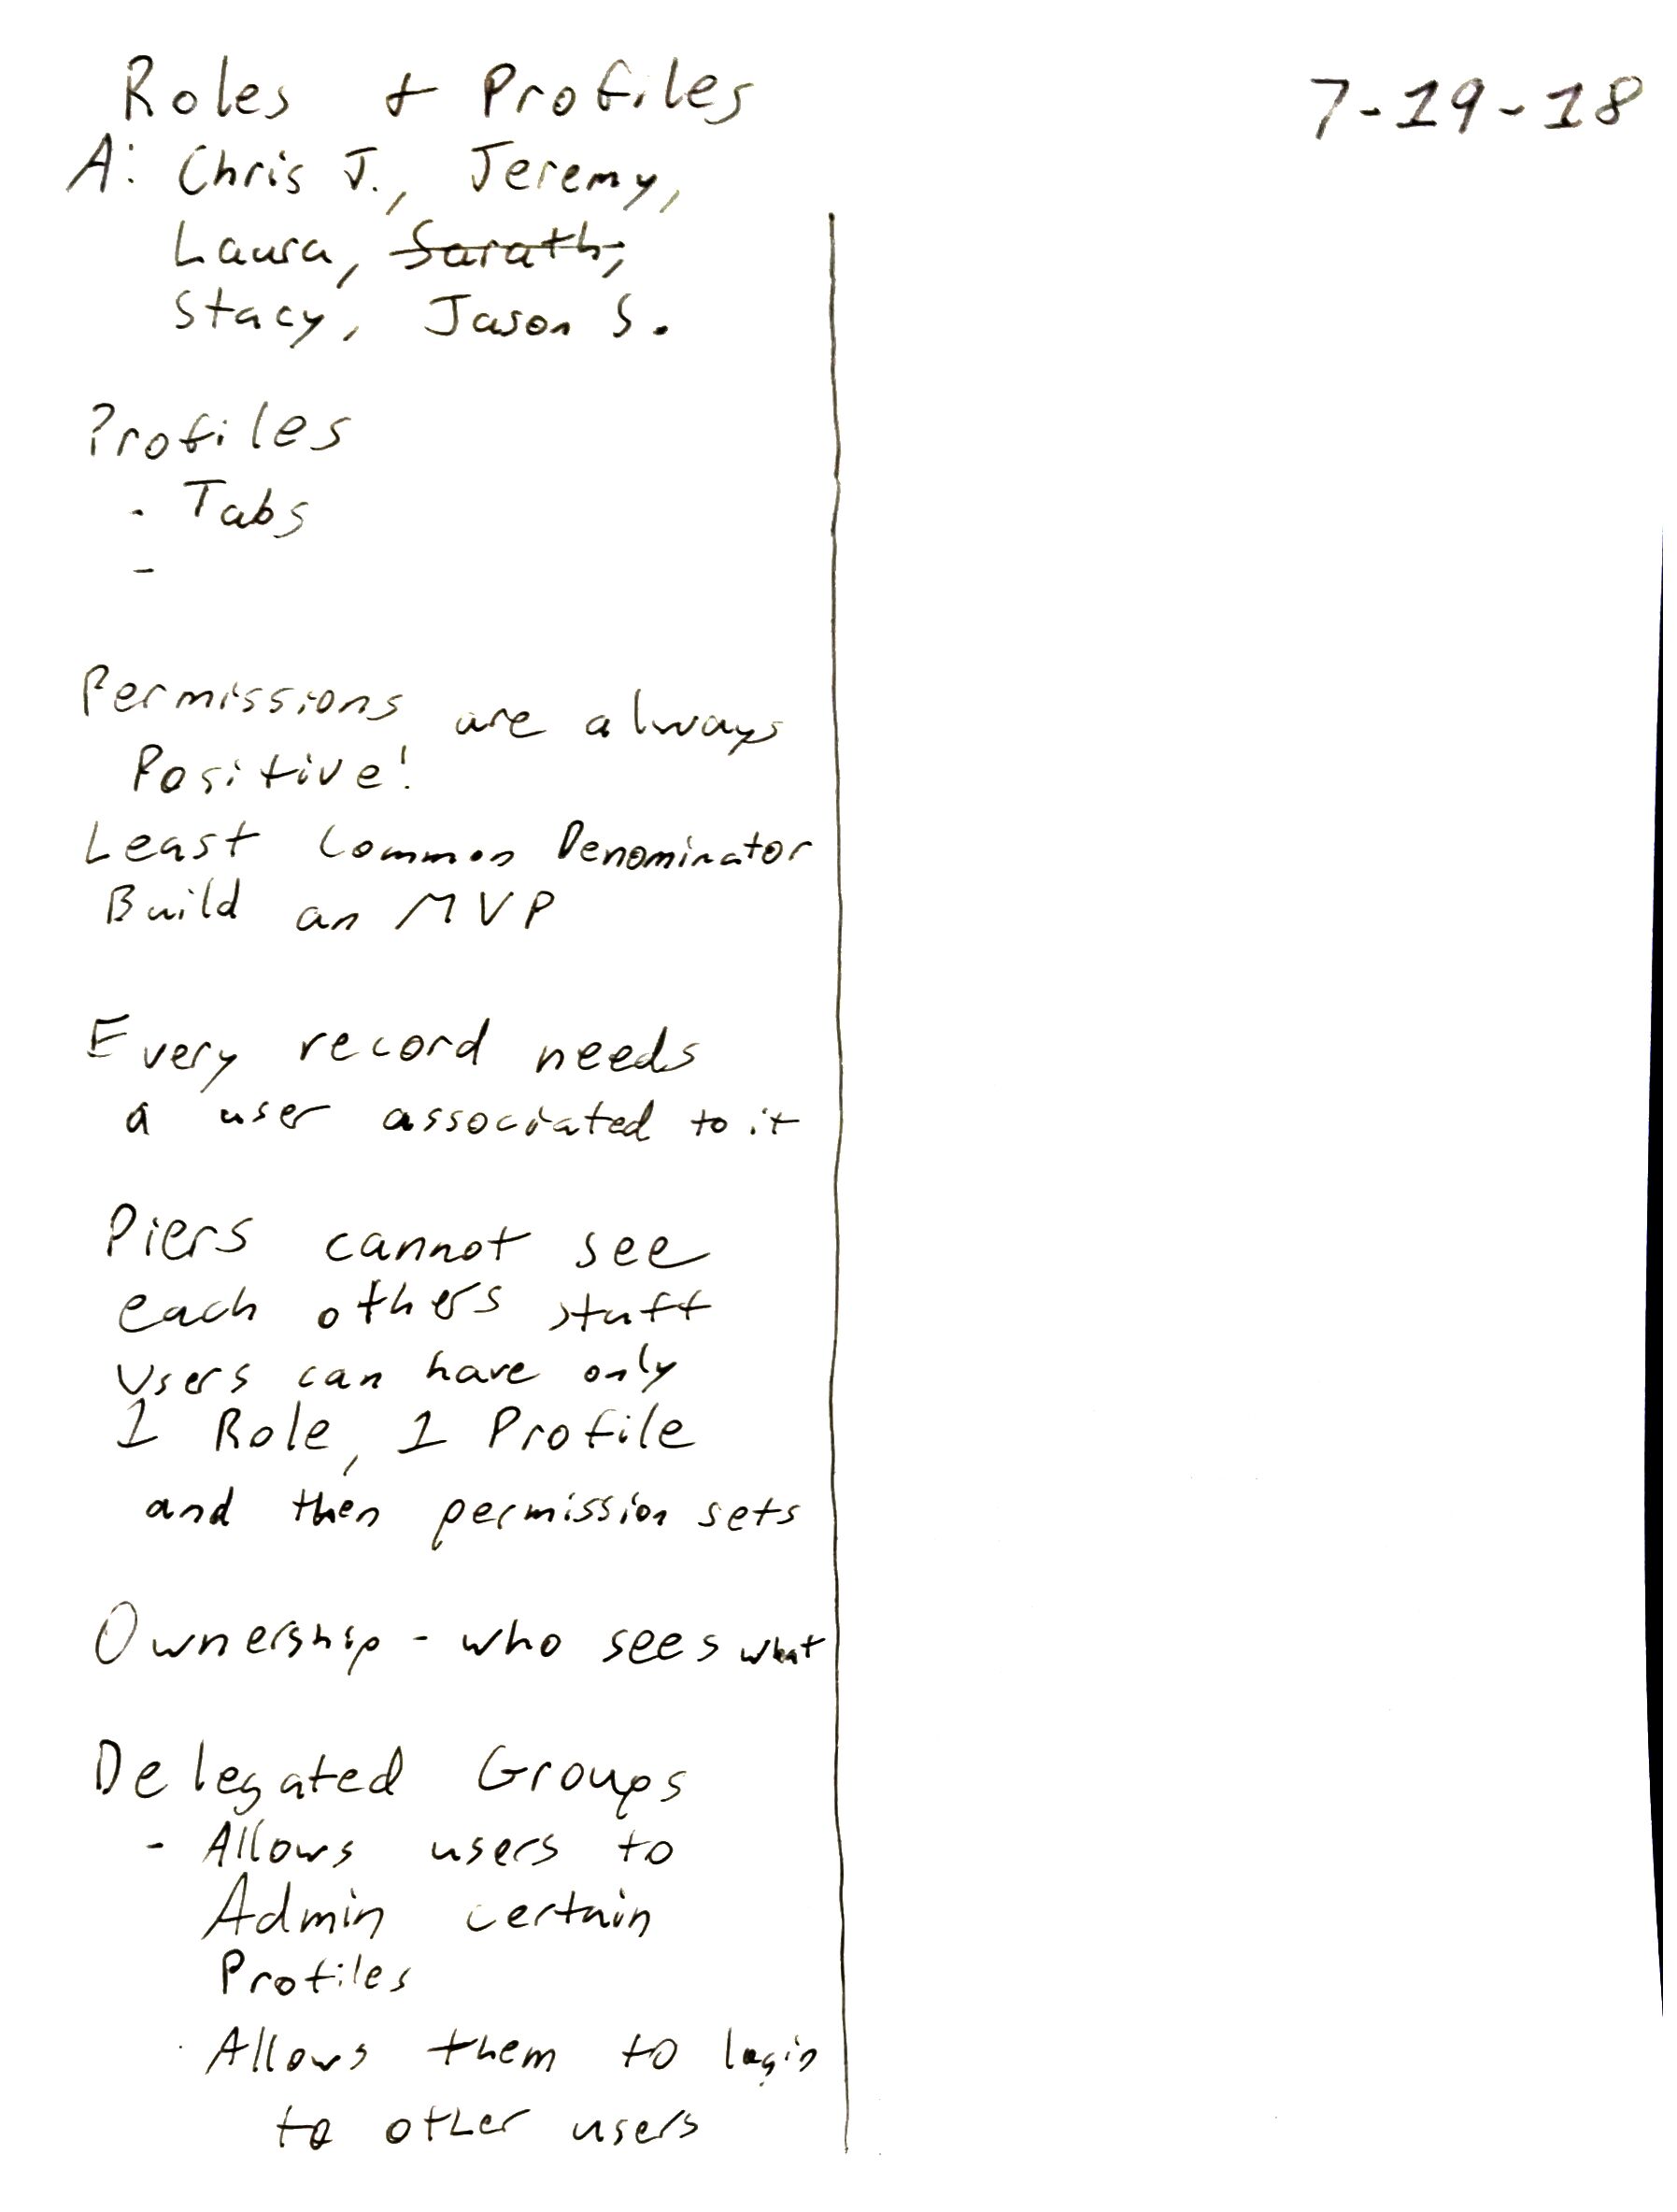 Roles + Profiles
7-19-18
A: Chris J., Jeremy,
Laura, Sarath,
Stacy, Jason S.
Profiles
- Tabs
-
Permissions are always
Positive!
Least Common Denominator
Build an MVP
Every record needs
a user associated to it
Piers cannot see
each others stuff
Users can have only
1 Role, 1 Profile
and then permission sets
Ownership - who sees what
Delegated Groups
- Allows users to
Admin certain
Profiles
- Allows them to login
to other users